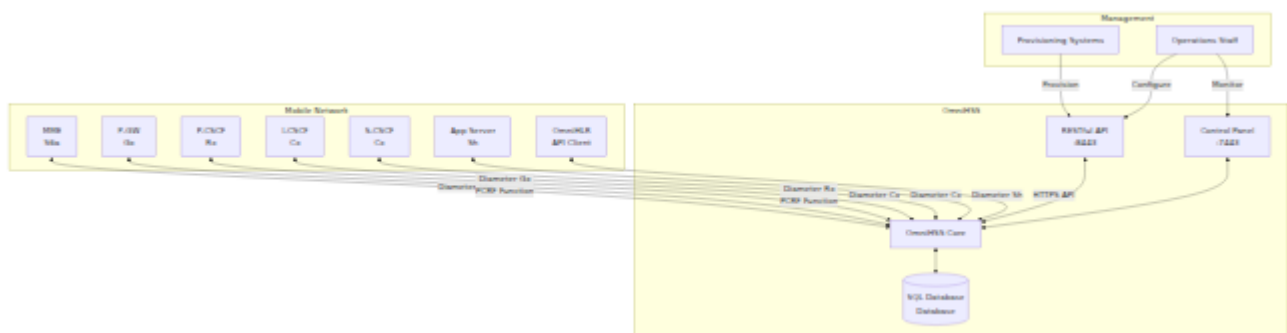 Management
Provisioning Systems
Operations Staff
Provision
Configure
Monitor
Mobile Network
OmniHSS
MME
S6a
P-GW
Gx
P-CSCF
Rx
I-CSCF
Cx
S-CSCF
Cx
App Server
Sh
OmniHLR
API Client
RESTful API
:8443
Control Panel
:7443
Diameter
Diameter Gx
PCRF Function
Diameter Rx
PCRF Function
Diameter Cx
Diameter Cx
Diameter Sh
HTTPS API
OmniHSS Core
SQL Database
Database